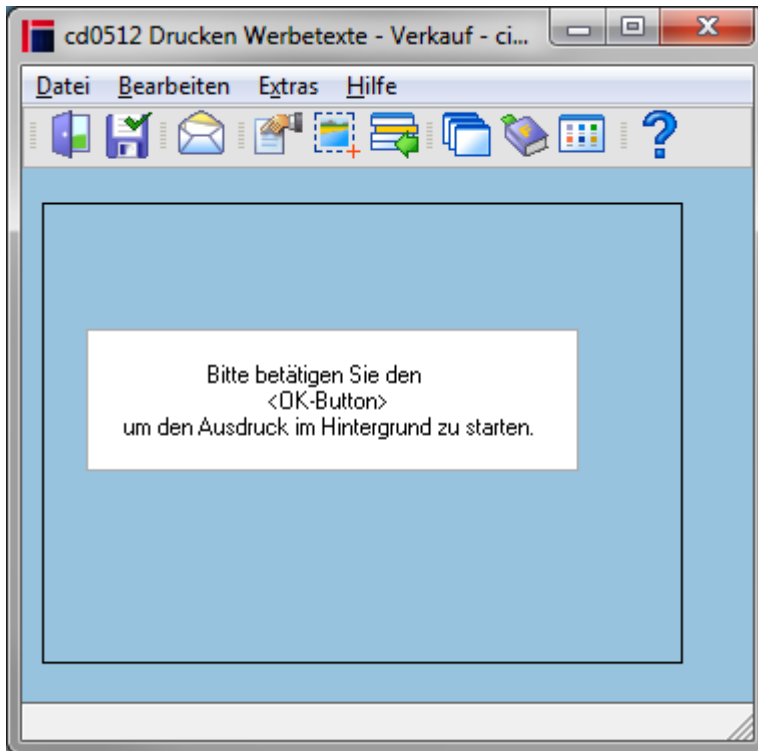 cd0512 Drucken Werbetexte - Verkauf - ci...
Datei Bearbeiten Extras Hilfe
Bitte betätigen Sie den
<OK-Button>
um den Ausdruck im Hintergrund zu starten.